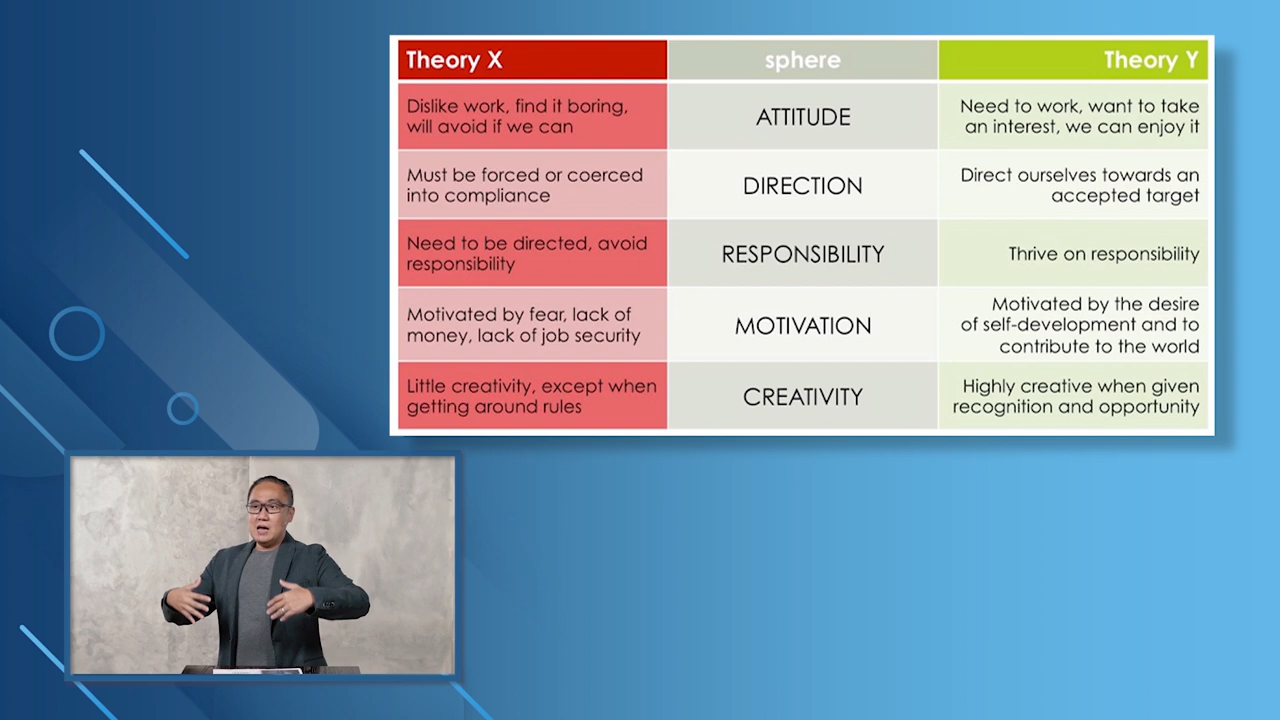 Theory X
sphere
Theory Y
Dislike work, find it boring,
will avoid if we can
ATTITUDE
Need to work, want to take
an interest, we can enjoy it
Must be forced or coerced
into compliance
DIRECTION
Direct ourselves towards an
accepted target
Need to be directed, avoid
responsibility
RESPONSIBILITY
Thrive on responsibility
Motivated by fear, lack of
money, lack of job security
MOTIVATION
Motivated by the desire
of self-development and to
contribute to the world
Little creativity, except when
getting around rules
CREATIVITY
Highly creative when given
recognition and opportunity